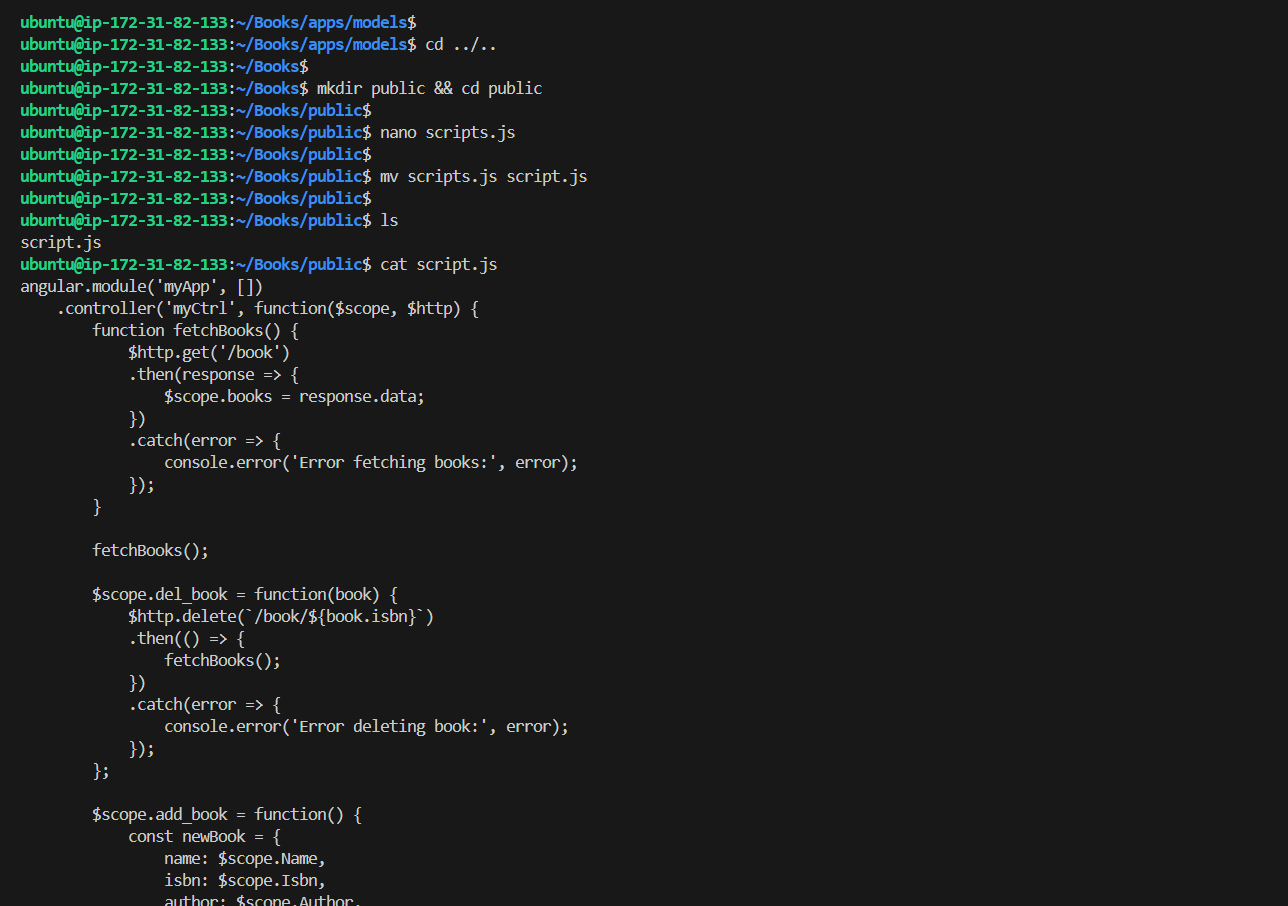 ubuntu@ip-172-31-82-133:~/Books/apps/models$
ubuntu@ip-172-31-82-133:~/Books/apps/models$ cd ../..
ubuntu@ip-172-31-82-133:~/Books$
ubuntu@ip-172-31-82-133:~/Books$ mkdir public && cd public
ubuntu@ip-172-31-82-133:~/Books/public$
ubuntu@ip-172-31-82-133:~/Books/public$ nano scripts.js
ubuntu@ip-172-31-82-133:~/Books/public$
ubuntu@ip-172-31-82-133:~/Books/public$ mv scripts.js script.js
ubuntu@ip-172-31-82-133:~/Books/public$
ubuntu@ip-172-31-82-133:~/Books/public$ ls
script.js
ubuntu@ip-172-31-82-133:~/Books/public$ cat script.js
angular.module('myApp', [])
    .controller('myCtrl', function($scope, $http) {
        function fetchBooks() {
            $http.get('/book')
            .then(response => {
                $scope.books = response.data;
            })
            .catch(error => {
                console.error('Error fetching books:', error);
            });
        }

        fetchBooks();

        $scope.del_book = function(book) {
            $http.delete(`/book/${book.isbn}`)
            .then(() => {
                fetchBooks();
            })
            .catch(error => {
                console.error('Error deleting book:', error);
            });
        };

        $scope.add_book = function() {
            const newBook = {
                name: $scope.Name,
                isbn: $scope.Isbn,
                author: $scope.Author,